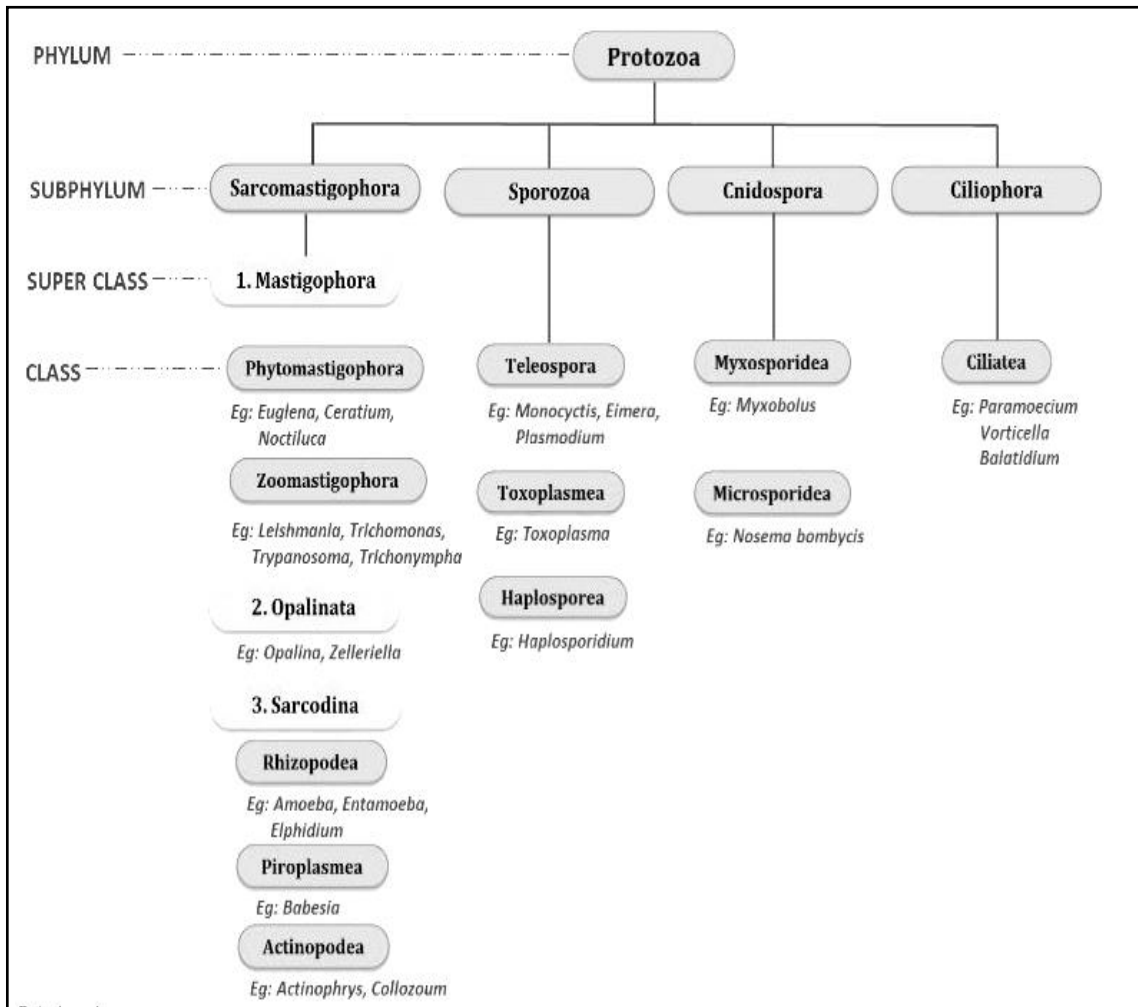 PHYLUM
Protozoa
SUBPHYLUM
Sarcomastigophora
Sporozoa
Cnidospora
Ciliophora
SUPER CLASS
1. Mastigophora
CLASS
Phytomastigophora
Eg: Euglena, Ceratium,
Noctiluca
Zoomastigophora
Eg: Leishmania, Trichomonas,
Trypanosoma, Trichonympha
2. Opalinata
Eg: Opalina, Zelleriella
3. Sarcodina
Rhizopodea
Eg: Amoeba, Entamoeba,
Elphidium
Piroplasmea
Eg: Babesia
Actinopodea
Eg: Actinophrys, Collozoum
Teleospora
Eg: Monocyctis, Eimera,
Plasmodium
Toxoplasmea
Eg: Toxoplasma
Haplosporea
Eg: Haplosporidium
Myxosporidea
Eg: Myxobolus
Microsporidea
Eg: Nosema bombycis
Ciliatea
Eg: Paramoecium
Vorticella
Balatidium